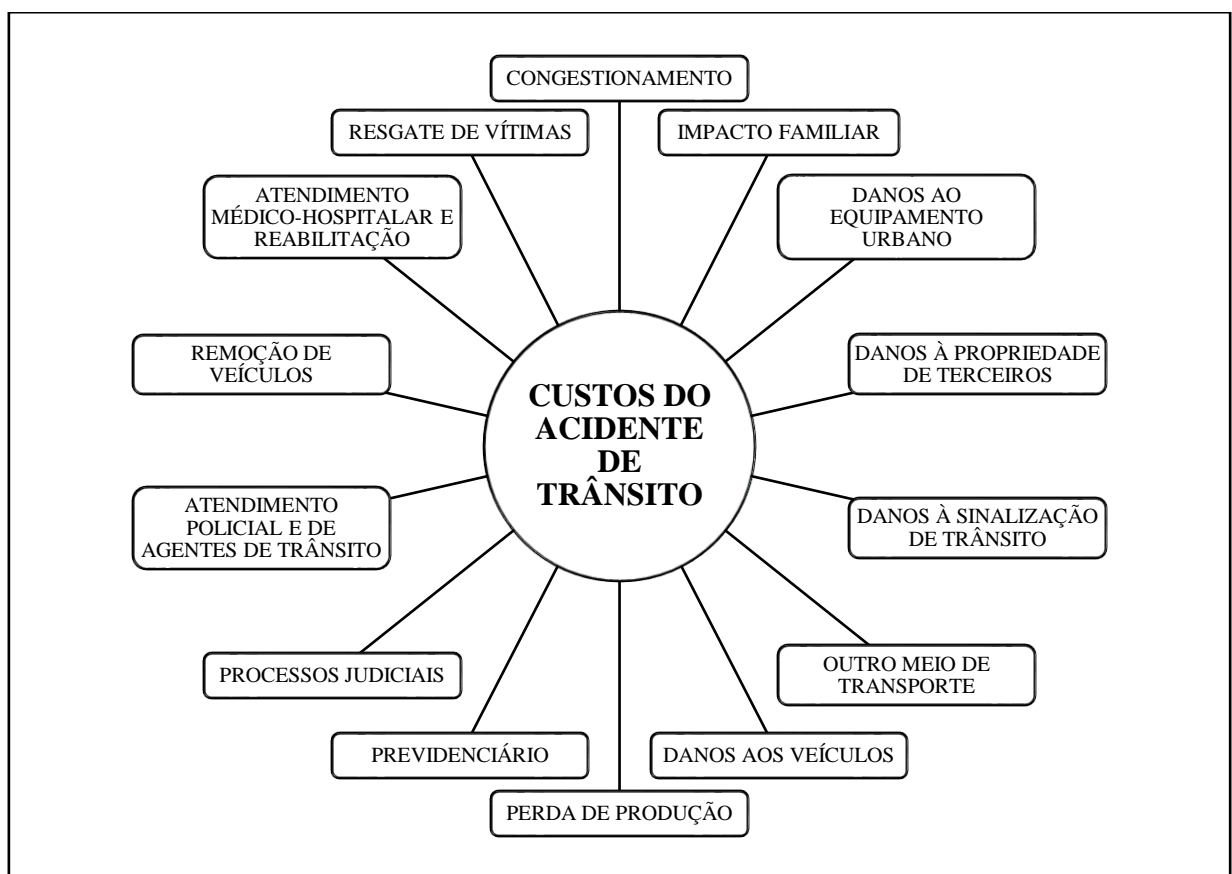 CONGESTIONAMENTO
RESGATE DE VÍTIMAS
IMPACTO FAMILIAR
ATENDIMENTO
MÉDICO-HOSPITALAR E
REABILITAÇÃO
DANOS AO
EQUIPAMENTO
URBANO
REMOÇÃO DE
VEÍCULOS
DANOS À PROPRIEDADE
DE TERCEIROS
CUSTOS DO
ACIDENTE
DE
TRÂNSITO
ATENDIMENTO
POLICIAL E DE
AGENTES DE TRÂNSITO
DANOS À SINALIZAÇÃO
DE TRÂNSITO
PROCESSOS JUDICIAIS
OUTRO MEIO DE
TRANSPORTE
PREVIDENCIÁRIO
DANOS AOS VEÍCULOS
PERDA DE PRODUÇÃO